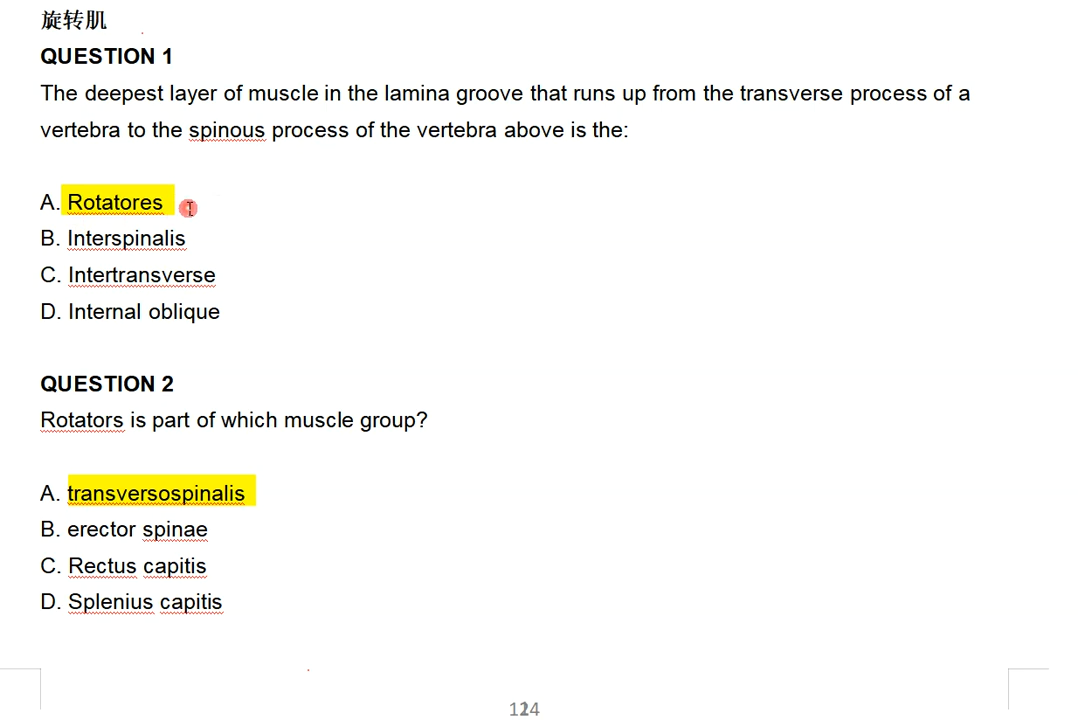 旋转肌
QUESTION 1
The deepest layer of muscle in the lamina groove that runs up from the transverse process of a
vertebra to the spinous process of the vertebra above is the:
A. Rotatores
B. Interspinalis
C. Intertransverse
D. Internal oblique
QUESTION 2
Rotators is part of which muscle group?
A. transversospinalis
B. erector spinae
C. Rectus capitis
D. Splenius capitis